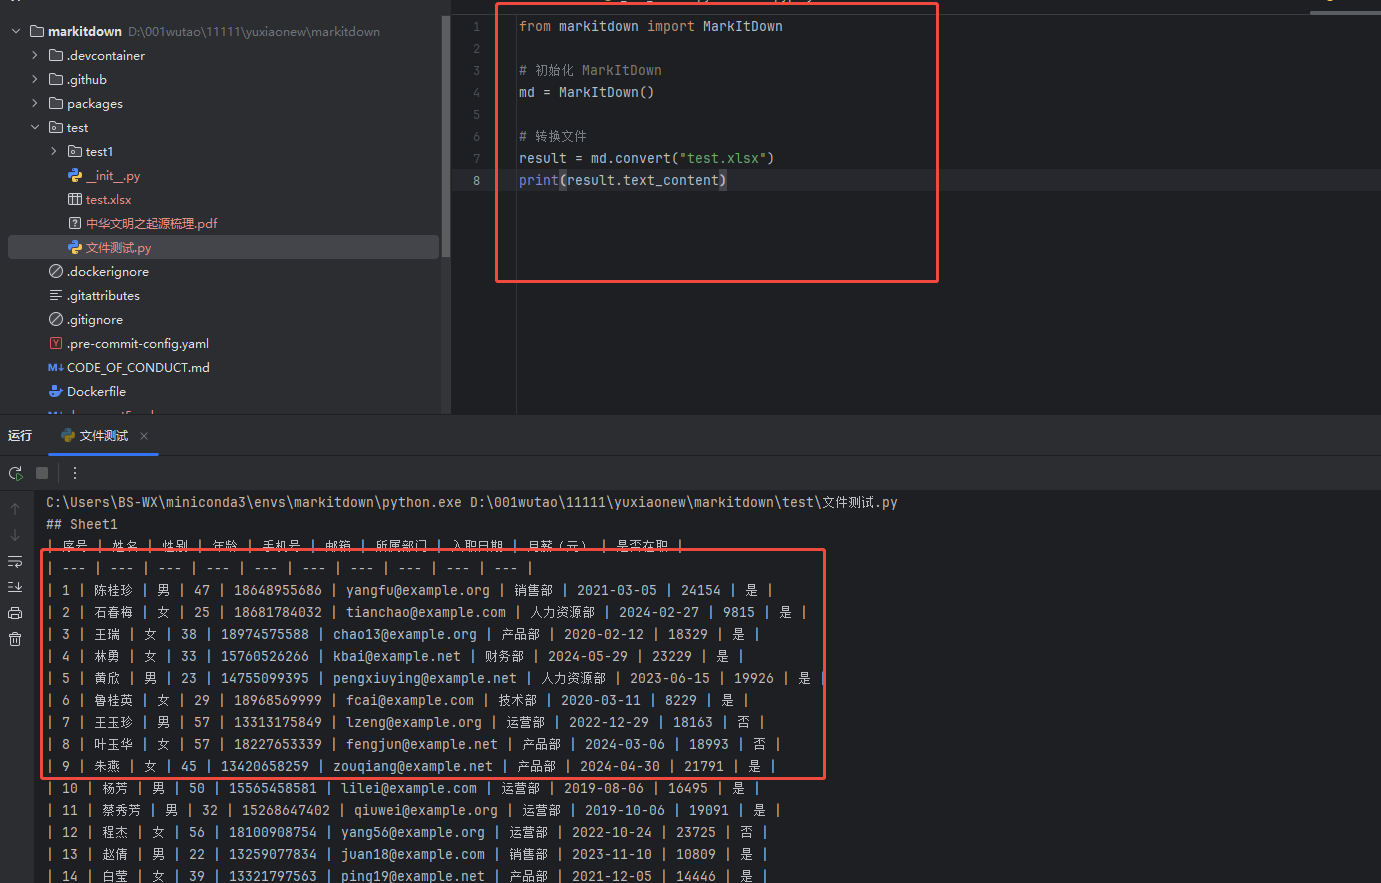 markitdown D:\001wutao\11111\yuxiaonew\markitdown
.devcontainer
.github
packages
test
test1
__init__.py
test.xlsx
中华文明之起源梳理.pdf
文件测试.py
.dockerignore
.gitattributes
.gitignore
.pre-commit-config.yaml
CODE_OF_CONDUCT.md
Dockerfile
1 from markitdown import MarkItDown
2
3 # 初始化 MarkItDown
4 md = MarkItDown()
5
6 # 转换文件
7 result = md.convert("test.xlsx")
8 print(result.text_content)
运行 文件测试
C:\Users\BS-WX\miniconda3\envs\markitdown\python.exe D:\001wutao\11111\yuxiaonew\markitdown\test\文件测试.py
## Sheet1
| 序号 | 姓名 | 性别 | 年龄 | 手机号 | 邮箱 | 所属部门 | 入职日期 | 月薪（元） | 是否在职 |
| --- | --- | --- | --- | --- | --- | --- | --- | --- | --- |
| 1 | 陈桂珍 | 男 | 47 | 18648955686 | yangfu@example.org | 销售部 | 2021-03-05 | 24154 | 是 |
| 2 | 石春梅 | 女 | 25 | 18681784032 | tianchao@example.com | 人力资源部 | 2024-02-27 | 9815 | 是 |
| 3 | 王瑞 | 女 | 38 | 18974575588 | chao13@example.org | 产品部 | 2020-02-12 | 18329 | 是 |
| 4 | 林勇 | 女 | 33 | 15760526266 | kbai@example.net | 财务部 | 2024-05-29 | 23229 | 是 |
| 5 | 黄欣 | 男 | 23 | 14755099395 | pengxiuying@example.net | 人力资源部 | 2023-06-15 | 19926 | 是 |
| 6 | 鲁桂英 | 女 | 29 | 18968569999 | fcai@example.com | 技术部 | 2020-03-11 | 8229 | 是 |
| 7 | 王玉珍 | 男 | 57 | 13313175849 | lzeng@example.org | 运营部 | 2022-12-29 | 18163 | 否 |
| 8 | 叶玉华 | 女 | 57 | 18227653339 | fengjun@example.net | 产品部 | 2024-03-06 | 18993 | 否 |
| 9 | 朱燕 | 女 | 45 | 13420658259 | zouqiang@example.net | 产品部 | 2024-04-30 | 21791 | 是 |
| 10 | 杨芳 | 男 | 50 | 15565458581 | lilei@example.com | 运营部 | 2019-08-06 | 16495 | 是 |
| 11 | 蔡秀芳 | 男 | 32 | 15268647402 | qiuwei@example.org | 运营部 | 2019-10-06 | 19091 | 是 |
| 12 | 程杰 | 女 | 56 | 18100908754 | yang56@example.org | 运营部 | 2022-10-24 | 23725 | 否 |
| 13 | 赵倩 | 男 | 22 | 13259077834 | juan18@example.com | 销售部 | 2023-11-10 | 10809 | 是 |
| 14 | 白莹 | 女 | 39 | 13321797563 | ping19@example.net | 产品部 | 2021-12-05 | 14446 | 是 |